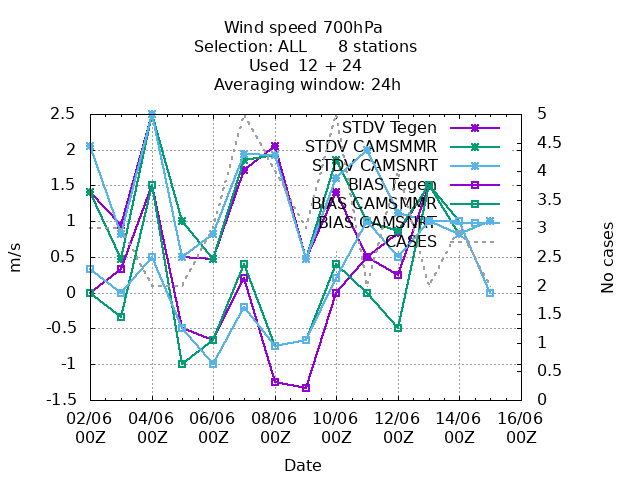 Wind speed 700hPa
Selection: ALL 8 stations
Used 12 + 24
Averaging window: 24h
2.5
2
1.5
1
0.5
0
-0.5
-1
-1.5
m/s
5
4.5
4
3.5
3
2.5
2
1.5
1
0.5
0
No cases
STDV Tegen
STDV CAMSMMR
STDV CAMSNRT
BIAS Tegen
BIAS CAMSMMR
BIAS CAMSNRT
CASES
02/06 04/06 06/06 08/06 10/06 12/06 14/06 16/06
00Z 00Z 00Z 00Z 00Z 00Z 00Z 00Z
Date